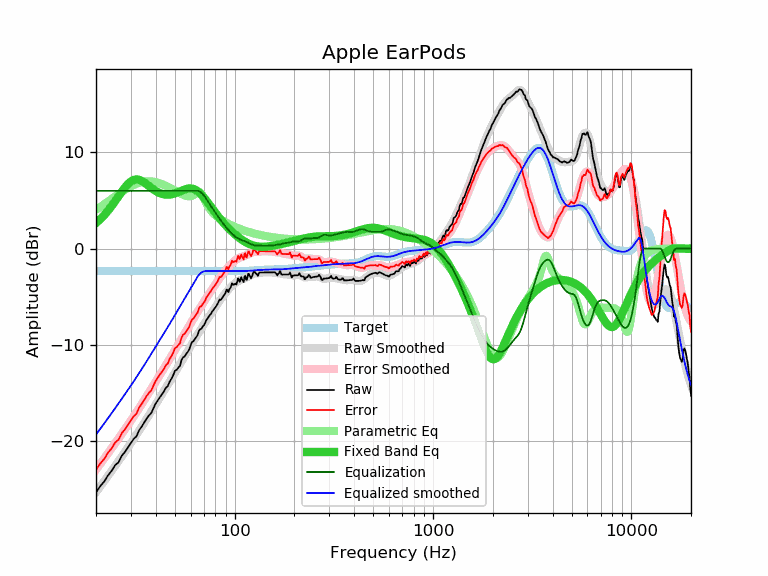 Apple EarPods
Amplitude (dBr)
10
0
−10
−20
Target
Raw Smoothed
Error Smoothed
Raw
Error
Parametric Eq
Fixed Band Eq
Equalization
Equalized smoothed
100
1000
10000
Frequency (Hz)